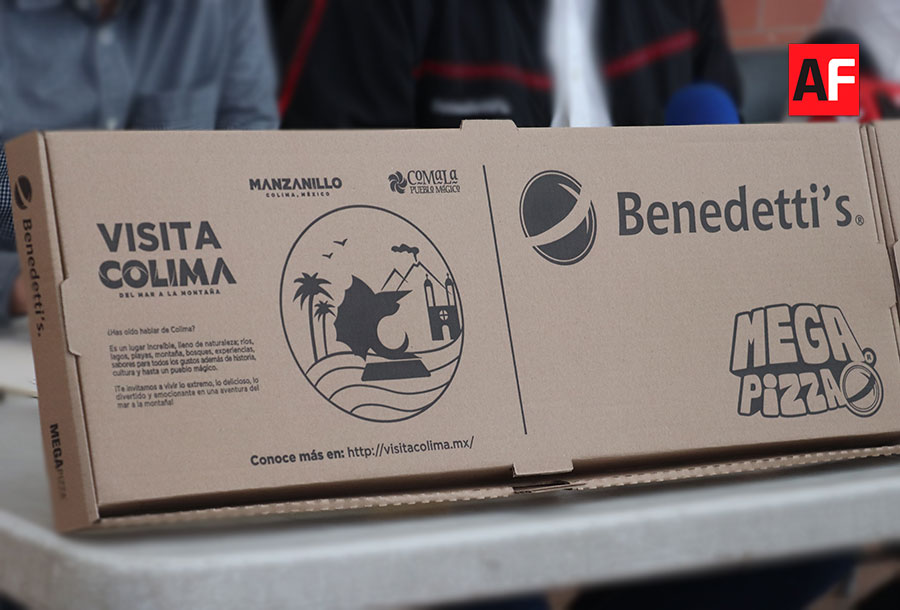 AF
MANZANILLO
COLIMA, MÉXICO
COMALA
PUEBLO MÁGICO
VISITA
COLIMA
DEL MAR A LA MONTAÑA
¿Has oído hablar de Colima?
Es un lugar increíble, lleno de naturaleza; ríos,
lagos, playas, montaña, bosques, experiencias,
sabores para todos los gustos además de historia,
cultura y hasta un pueblo mágico.
¡Te invitamos a vivir lo extremo, lo delicioso, lo
divertido y emocionante en una aventura del
mar a la montaña!
Conoce más en: http://visitacolima.mx/
Benedetti's®
MEGA
PIZZA
Benedetti's.
MEGAPIZZA